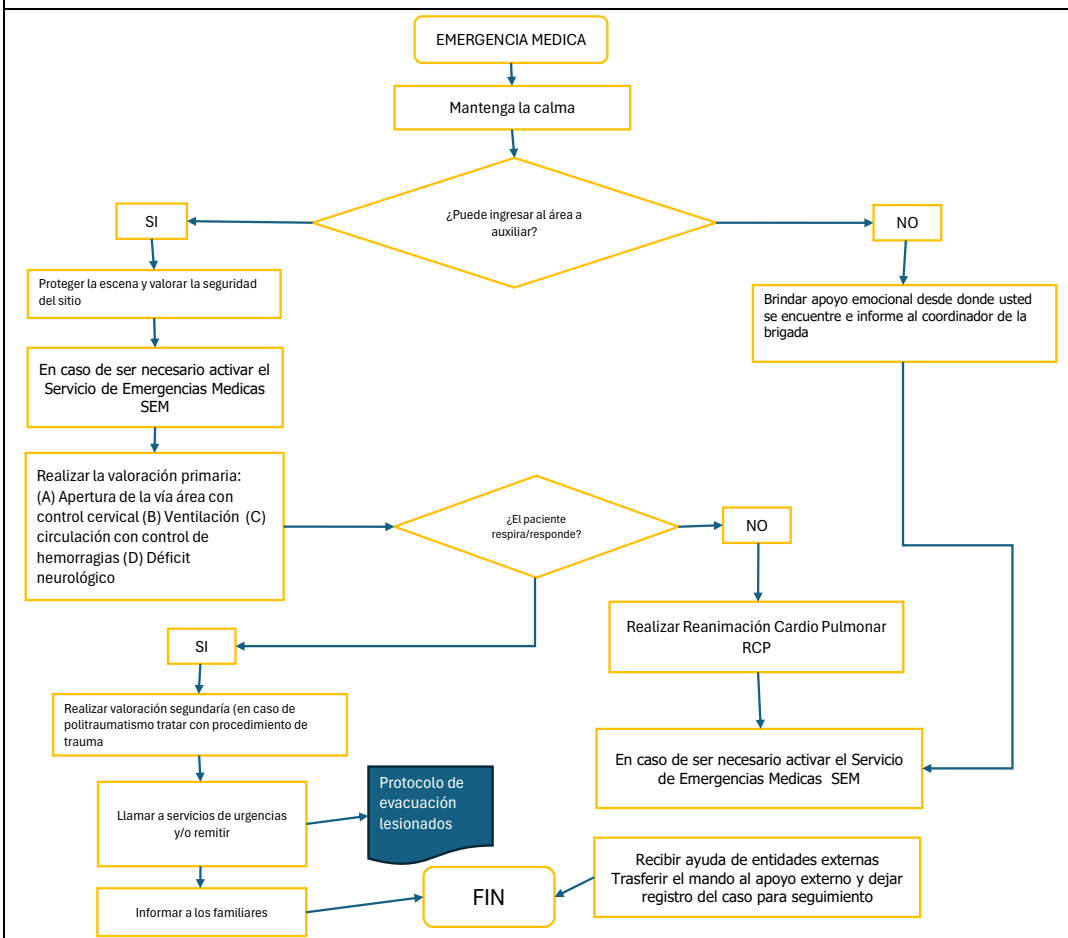 EMERGENCIA MEDICA
Mantenga la calma
¿Puede ingresar al área a
auxiliar?
SI
NO
Proteger la escena y valorar la seguridad
del sitio
Brindar apoyo emocional desde donde usted
se encuentre e informe al coordinador de la
brigada
En caso de ser necesario activar el
Servicio de Emergencias Medicas
SEM
Realizar la valoración primaria:
(A) Apertura de la vía área con
control cervical (B) Ventilación (C)
circulación con control de
hemorragias (D) Déficit
neurológico
¿El paciente
respira/responde?
NO
Realizar Reanimación Cardio Pulmonar
RCP
SI
Realizar valoración segundaría (en caso de
politraumatismo tratar con procedimiento de
trauma
En caso de ser necesario activar el Servicio
de Emergencias Medicas SEM
Llamar a servicios de urgencias
y/o remitir
Protocolo de
evacuación
lesionados
Recibir ayuda de entidades externas
Trasferir el mando al apoyo externo y dejar
registro del caso para seguimiento
Informar a los familiares
FIN